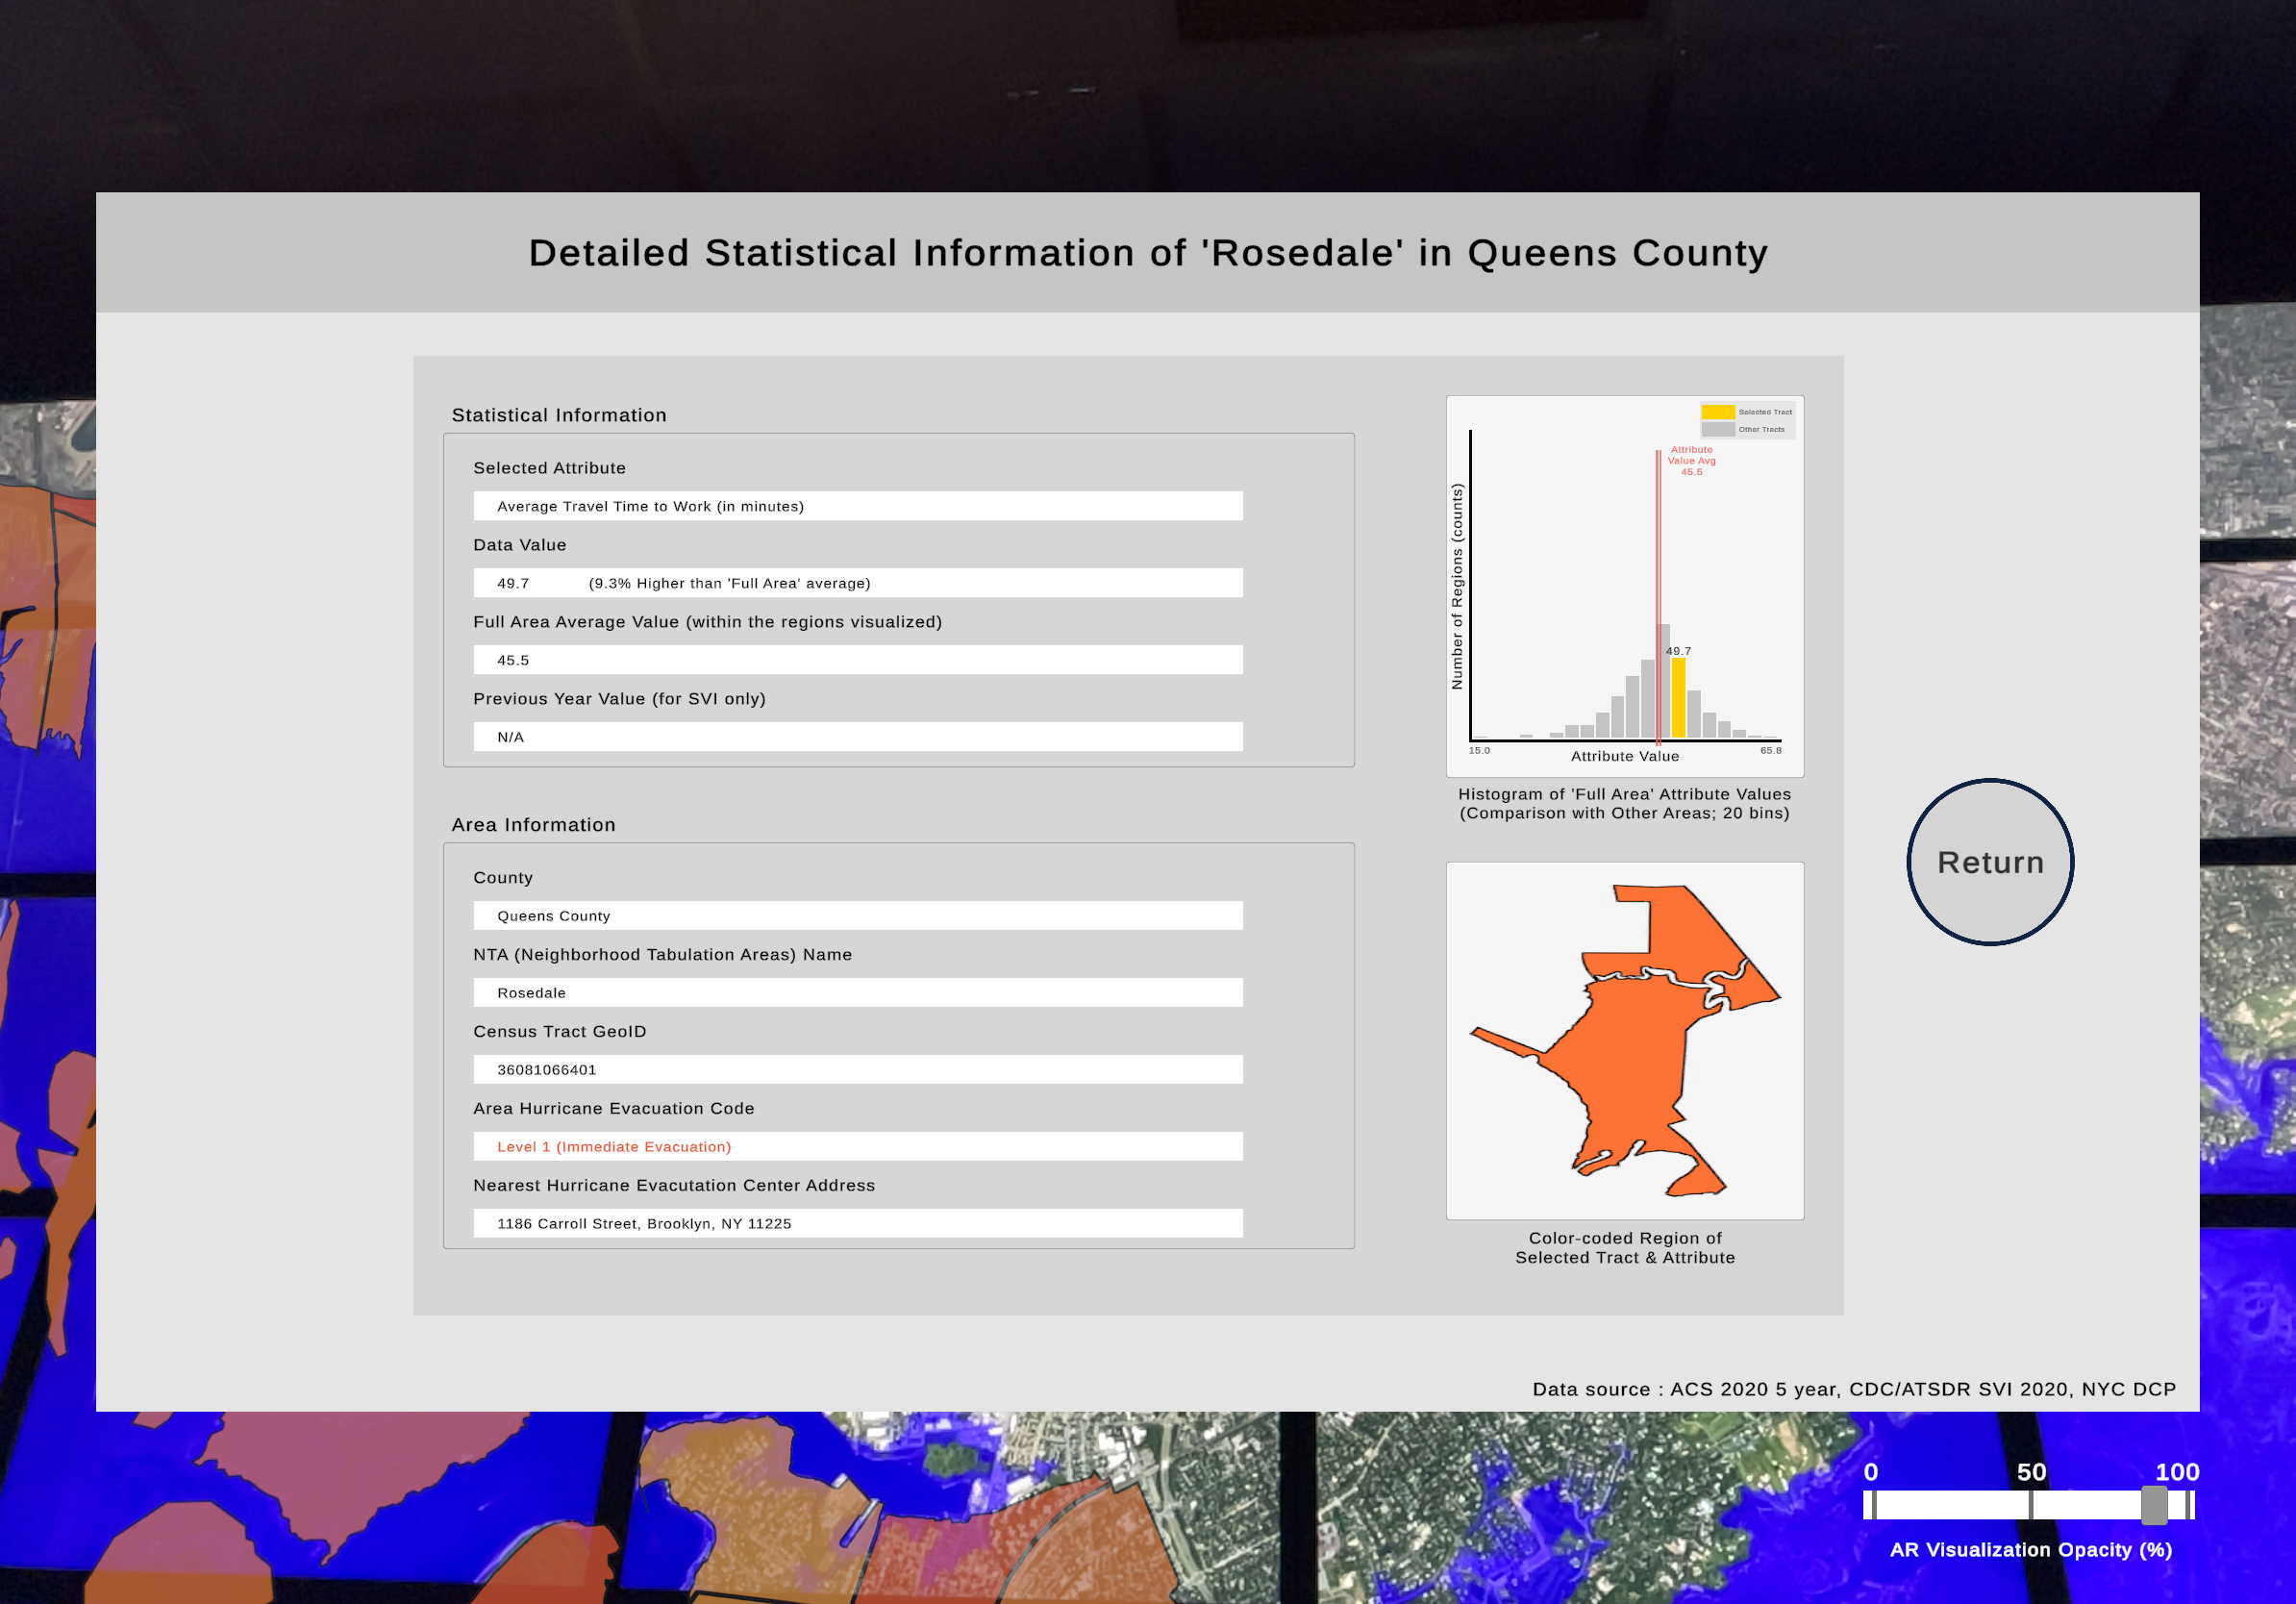 Detailed Statistical Information of 'Rosedale' in Queens County
Statistical Information
Selected Attribute
Average Travel Time to Work (in minutes)
Data Value
49.7 (9.3% Higher than 'Full Area' average)
Full Area Average Value (within the regions visualized)
45.5
Previous Year Value (for SVI only)
N/A
Area Information
County
Queens County
NTA (Neighborhood Tabulation Areas) Name
Rosedale
Census Tract GeoID
36081066401
Area Hurricane Evacuation Code
Level 1 (Immediate Evacuation)
Nearest Hurricane Evacutation Center Address
1186 Carroll Street, Brooklyn, NY 11225
Selected Tract
Other Tracts
Attribute
Value Avg
45.5
Number of Regions (counts)
49.7
15.0
65.8
Attribute Value
Histogram of 'Full Area' Attribute Values
(Comparison with Other Areas; 20 bins)
Color-coded Region of
Selected Tract & Attribute
Return
Data source : ACS 2020 5 year, CDC/ATSDR SVI 2020, NYC DCP
0 50 100
AR Visualization Opacity (%)